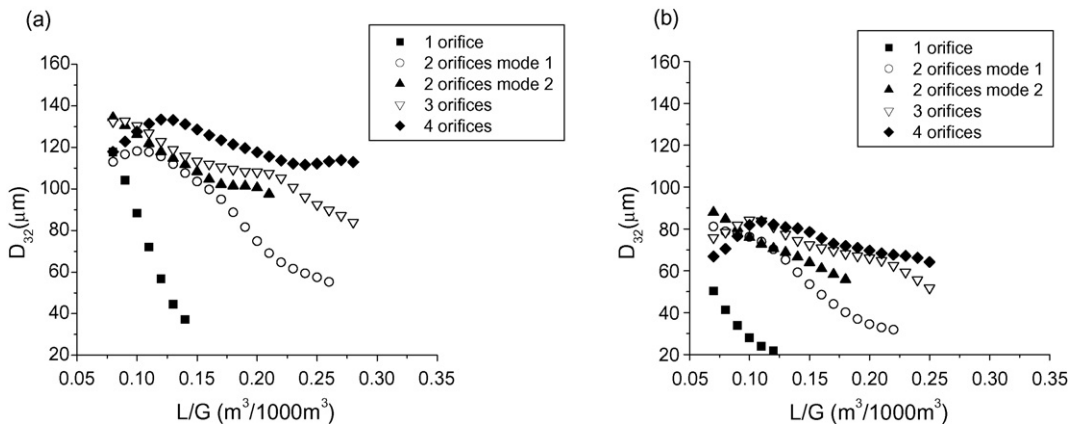 (a)
1 orifice
2 orifices mode 1
2 orifices mode 2
3 orifices
4 orifices
160
140
120
100
80
60
40
20
D₃₂(μm)
0.05 0.10 0.15 0.20 0.25 0.30 0.35
L/G (m³/1000m³)
(b)
1 orifice
2 orifices mode 1
2 orifices mode 2
3 orifices
4 orifices
160
140
120
100
80
60
40
20
D₃₂(μm)
0.05 0.10 0.15 0.20 0.25 0.30 0.35
L/G (m³/1000m³)